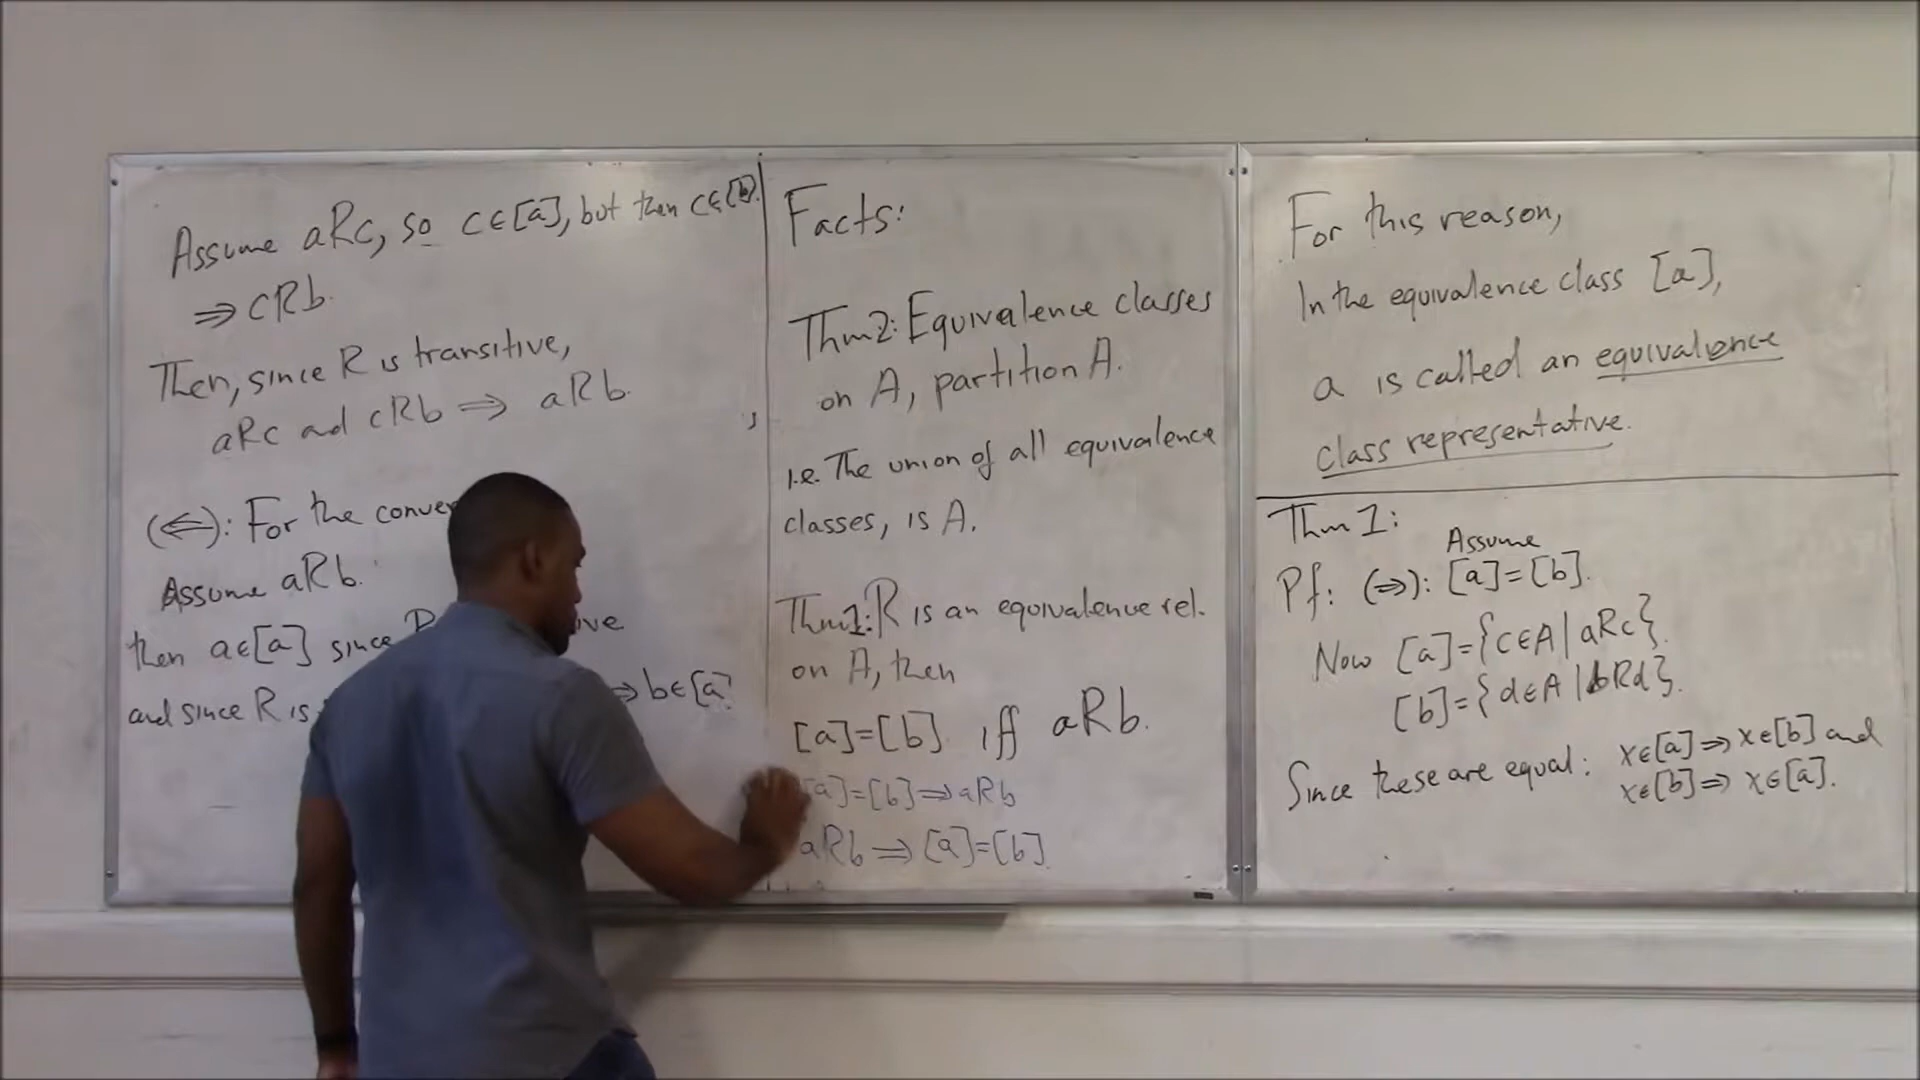 Assume aRc, so c∈[a], but then c∈[b].
⇒ cRb.
Then, since R is transitive,
aRc and cRb ⇒ aRb.
(⇐): For the
Assume aRb.
then a∈[a] since
and since R is ⇒ b∈[a]
Facts:
Thm2: Equivalence classes
on A, partition A.
i.e. The union of all equivalence
classes, is A.
Thm1: R is an equivalence rel.
on A, then
[a]=[b] iff aRb.
[a]=[b] ⇒ aRb
aRb ⇒ [a]=[b].
For this reason,
In the equivalence class [a],
a is called an equivalence
class representative.
Thm 1:
Assume
Pf: (⇒): [a]=[b].
Now [a]={c∈A | aRc}.
[b]={d∈A | bRd}.
Since these are equal: x∈[a] ⇒ x∈[b] and
x∈[b] ⇒ x∈[a].